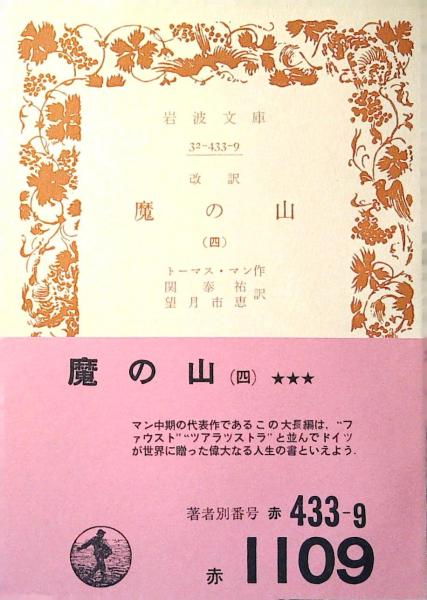 岩波文庫
32-433-9
改訳
魔の山
(四)
トーマス・マン作
関泰祐
望月市恵訳
魔の山(四)★★★
マン中期の代表作であるこの大長編は，“フ
ァウスト”“ツアラツストラ”と並んでドイツ
が世界に贈った偉大なる人生の書といえよう．
著者別番号 赤 433-9
赤 1109